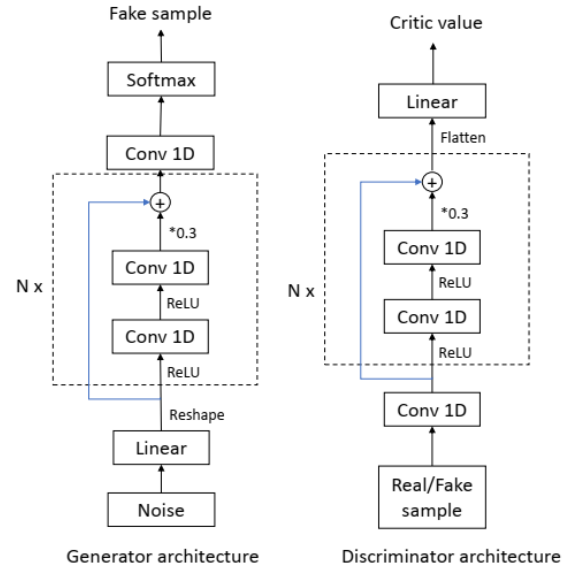 Fake sample
Softmax
Conv 1D
+
*0.3
Conv 1D
ReLU
Conv 1D
ReLU
N x
Reshape
Linear
Noise
Generator architecture
Critic value
Linear
Flatten
+
*0.3
Conv 1D
ReLU
Conv 1D
ReLU
N x
Conv 1D
Real/Fake
sample
Discriminator architecture